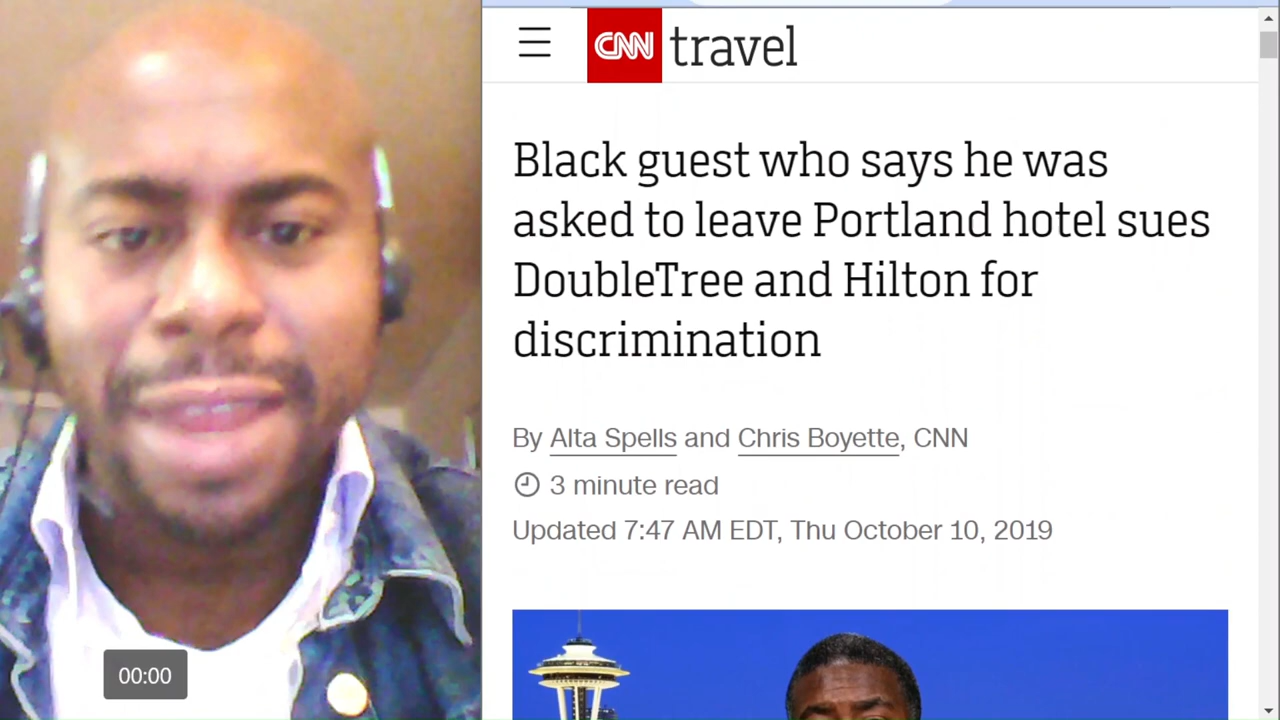 CNN travel
Black guest who says he was
asked to leave Portland hotel sues
DoubleTree and Hilton for
discrimination
By Alta Spells and Chris Boyette, CNN
3 minute read
Updated 7:47 AM EDT, Thu October 10, 2019
00:00